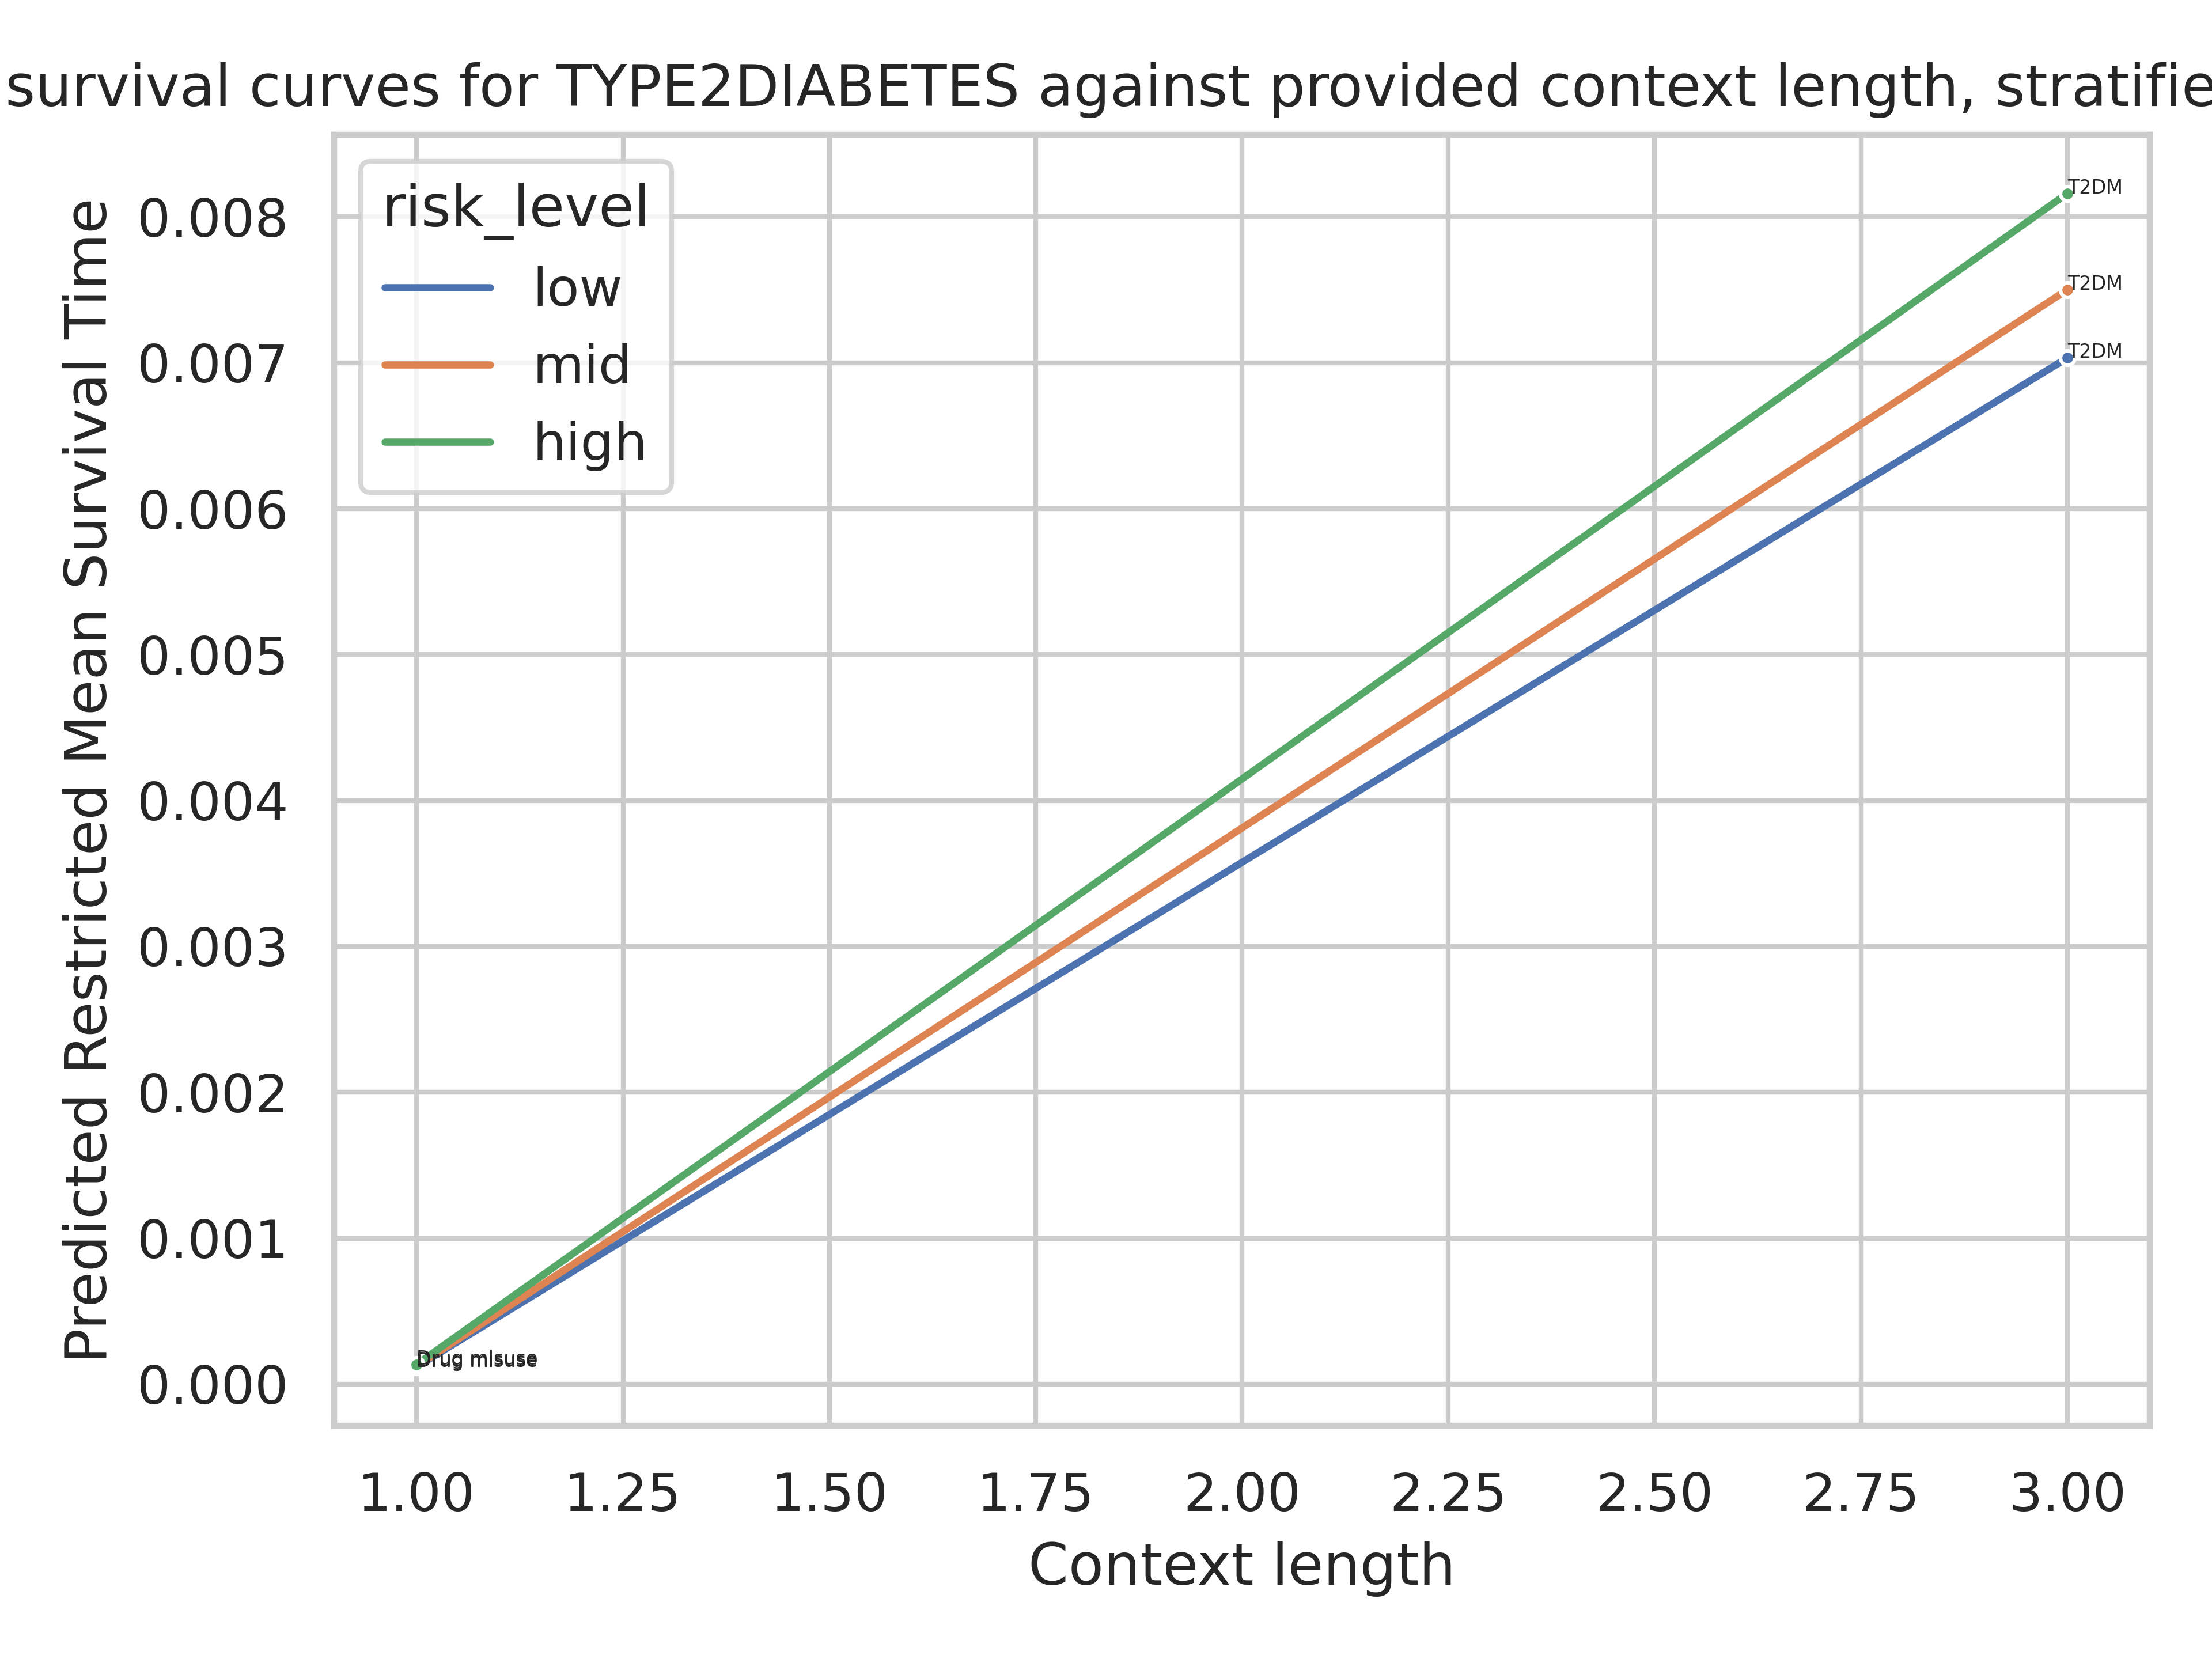 survival curves for TYPE2DIABETES against provided context length, stratifie
risk_level
low
mid
high
T2DM
T2DM
T2DM
Drug misuse
Predicted Restricted Mean Survival Time
0.008
0.007
0.006
0.005
0.004
0.003
0.002
0.001
0.000
1.00 1.25 1.50 1.75 2.00 2.25 2.50 2.75 3.00
Context length